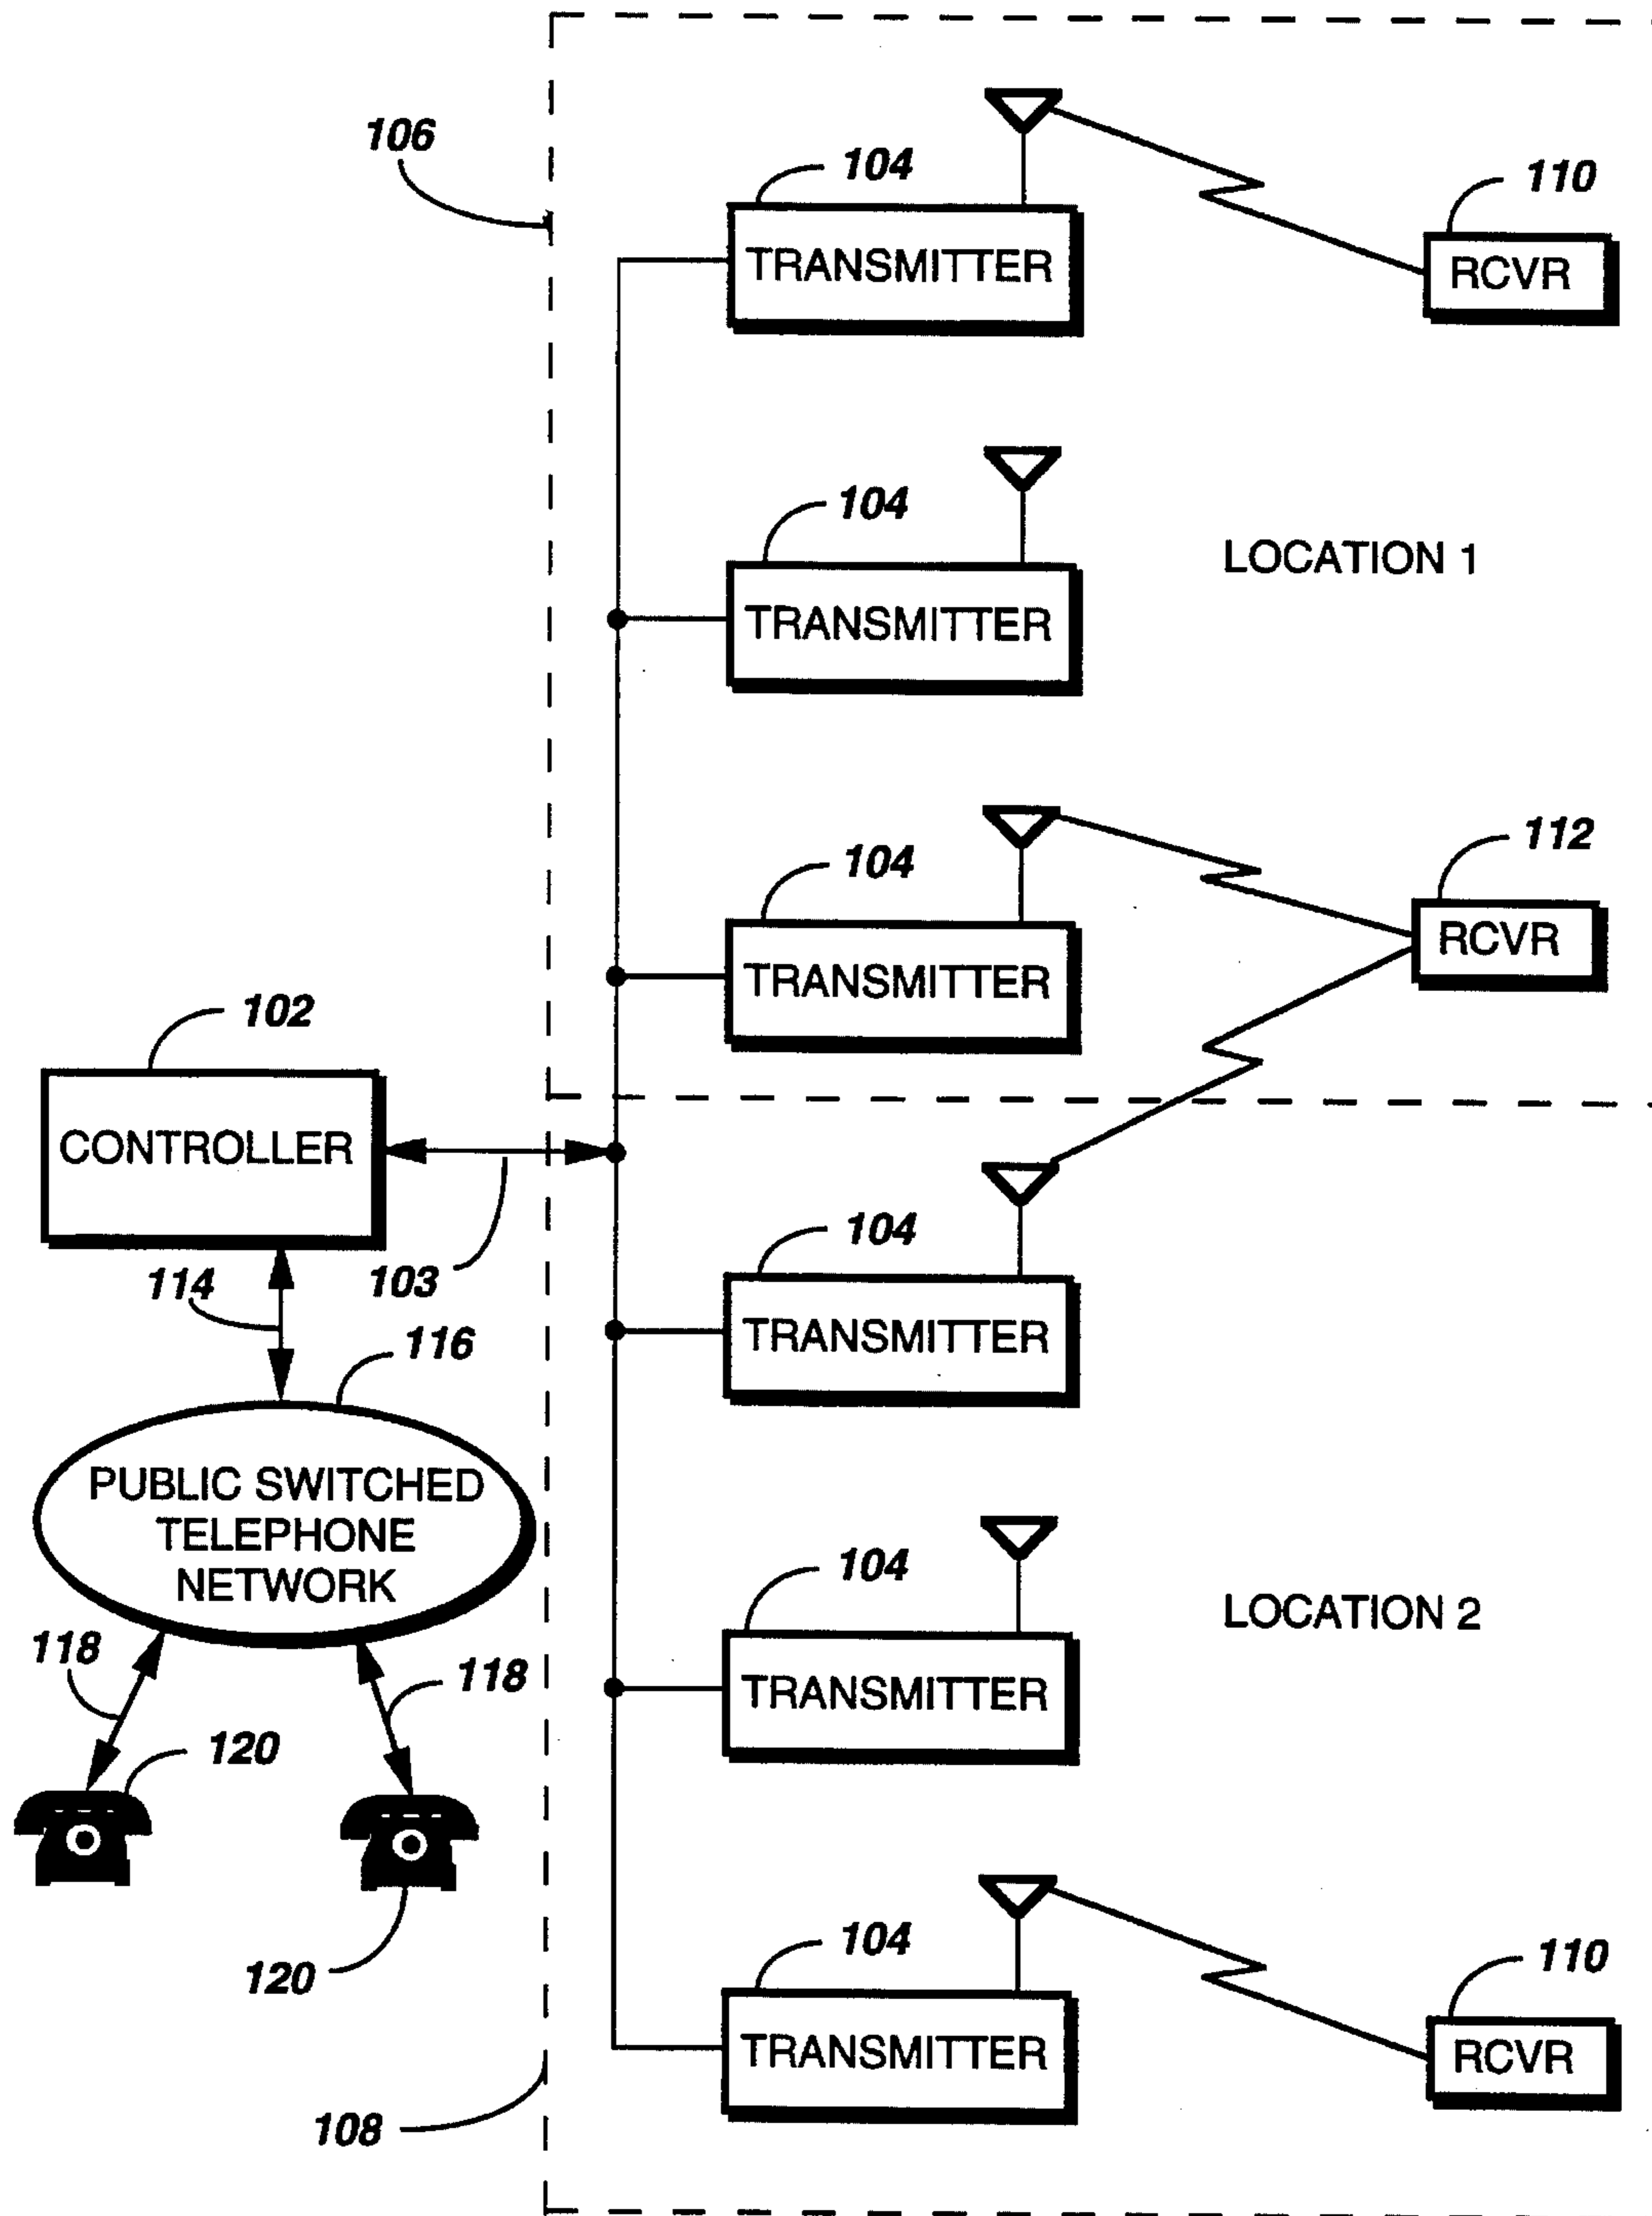 106
104
110
TRANSMITTER
RCVR
104
LOCATION 1
TRANSMITTER
104
112
TRANSMITTER
RCVR
102
CONTROLLER
103
114
104
116
TRANSMITTER
PUBLIC SWITCHED
TELEPHONE
NETWORK
104
LOCATION 2
118
118
TRANSMITTER
120
120
104
110
TRANSMITTER
RCVR
108